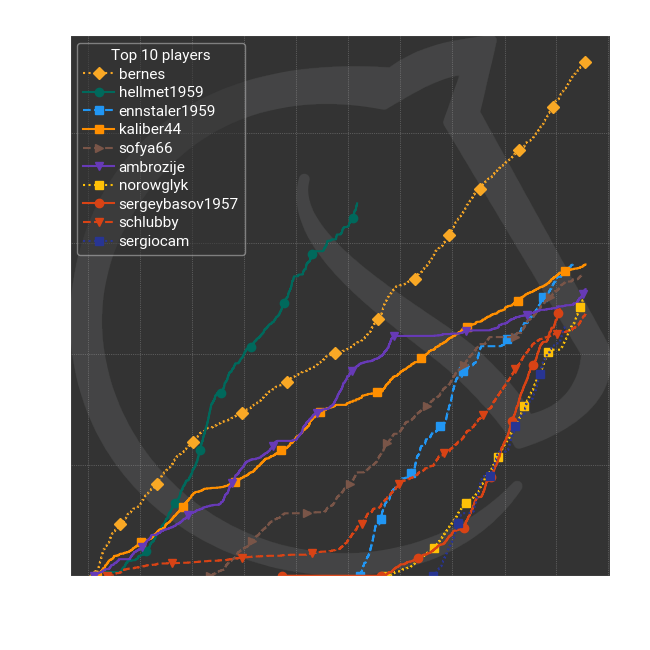 Top 10 players
bernes
hellmet1959
ennstaler1959
kaliber44
sofya66
ambrozije
norowglyk
sergeybasov1957
schlubby
sergiocam